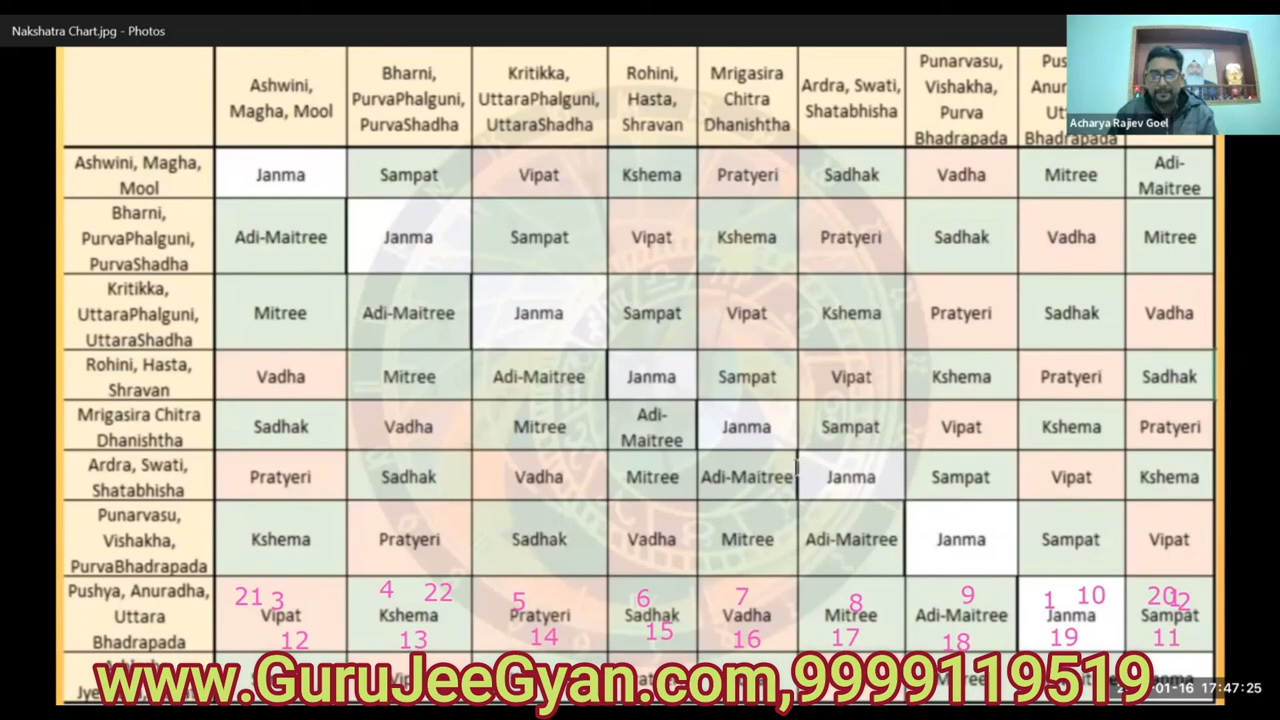 Nakshatra Chart.jpg - Photos
Acharya Rajiev Goel
Ashwini,
Magha, Mool
Bharni,
PurvaPhalguni,
PurvaShadha
Kritikka,
UttaraPhalguni,
UttaraShadha
Rohini,
Hasta,
Shravan
Mrigasira
Chitra
Dhanishtha
Ardra, Swati,
Shatabhisha
Punarvasu,
Vishakha,
Purva
Bhadrapada
Bhadrapada
Ashwini, Magha,
Mool
Janma
Sampat
Vipat
Kshema
Pratyeri
Sadhak
Vadha
Mitree
Adi-
Maitree
Bharni,
PurvaPhalguni,
PurvaShadha
Adi-Maitree
Janma
Sampat
Vipat
Kshema
Pratyeri
Sadhak
Vadha
Mitree
Kritikka,
UttaraPhalguni,
UttaraShadha
Mitree
Adi-Maitree
Janma
Sampat
Vipat
Kshema
Pratyeri
Sadhak
Vadha
Rohini, Hasta,
Shravan
Vadha
Mitree
Adi-Maitree
Janma
Sampat
Vipat
Kshema
Pratyeri
Sadhak
Mrigasira Chitra
Dhanishtha
Sadhak
Vadha
Mitree
Adi-
Maitree
Janma
Sampat
Vipat
Kshema
Pratyeri
Ardra, Swati,
Shatabhisha
Pratyeri
Sadhak
Vadha
Mitree
Adi-Maitree
Janma
Sampat
Vipat
Kshema
Punarvasu,
Vishakha,
PurvaBhadrapada
Kshema
Pratyeri
Sadhak
Vadha
Mitree
Adi-Maitree
Janma
Sampat
Vipat
Pushya, Anuradha,
Uttara
Bhadrapada
21 3
Vipat
12
4 22
Kshema
13
5
Pratyeri
14
6
Sadhak
15
7
Vadha
16
8
Mitree
17
9
Adi-Maitree
18
1 10
Janma
19
20 2
Sampat
11
www.GuruJeeGyan.com,9999119519
-01-16 17:47:25